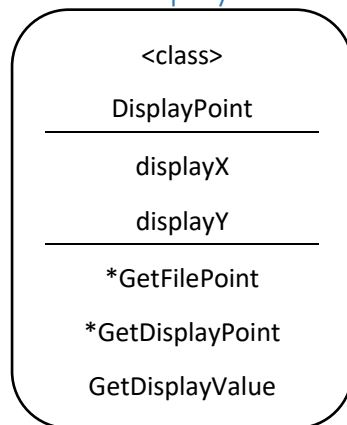 <class>
DisplayPoint
displayX
displayY
*GetFilePoint
*GetDisplayPoint
GetDisplayValue